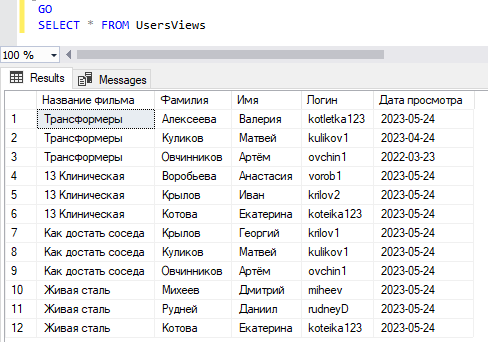 GO
SELECT * FROM UsersViews
100 %
Results Messages
Название фильма Фамилия Имя Логин Дата просмотра
1 Трансформеры Алексеева Валерия kotletka123 2023-05-24
2 Трансформеры Куликов Матвей kulikov1 2023-04-24
3 Трансформеры Овчинников Артём ovchin1 2022-03-23
4 13 Клиническая Воробьева Анастасия vorob1 2023-05-24
5 13 Клиническая Крылов Иван krilov2 2023-05-24
6 13 Клиническая Котова Екатерина koteika123 2023-05-24
7 Как достать соседа Крылов Георгий krilov1 2023-05-24
8 Как достать соседа Куликов Матвей kulikov1 2023-05-24
9 Как достать соседа Овчинников Артём ovchin1 2023-05-24
10 Живая сталь Михеев Дмитрий miheev 2023-05-24
11 Живая сталь Рудней Даниил rudneyD 2023-05-24
12 Живая сталь Котова Екатерина koteika123 2023-05-24